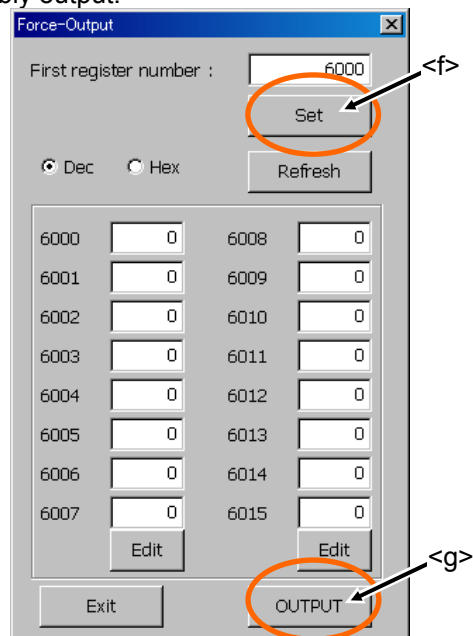 bly output.
Force-Output
First register number : 6000
<f>
Set
Dec Hex Refresh
6000 0 6008 0
6001 0 6009 0
6002 0 6010 0
6003 0 6011 0
6004 0 6012 0
6005 0 6013 0
6006 0 6014 0
6007 0 6015 0
Edit Edit
<g>
Exit OUTPUT